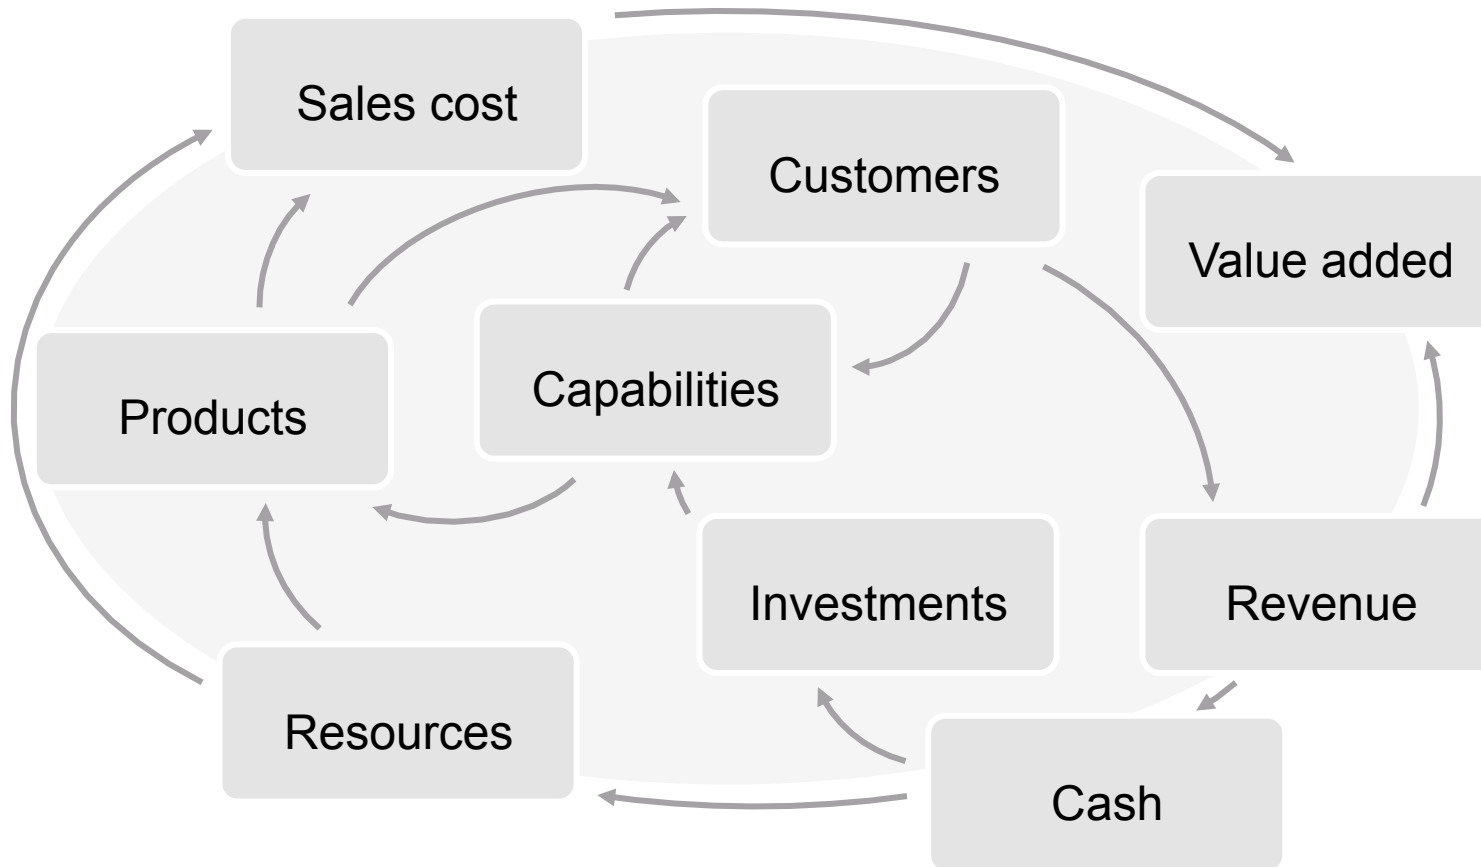 Sales cost
Customers
Value added
Capabilities
Products
Investments
Revenue
Resources
Cash